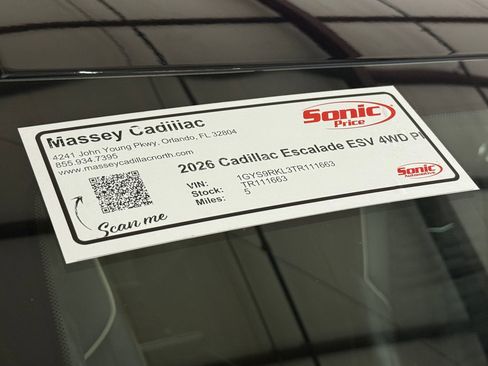 Massey Cadillac
4241 John Young Pkwy, Orlando, FL 32804
855.934.7395
www.masseycadillacnorth.com
Sonic
Price
2026 Cadillac Escalade ESV 4WD Pl
VIN: 1GYS9RKL3TR111663
Stock: TR111663
Miles: 5
Scan me
Sonic
Automotive